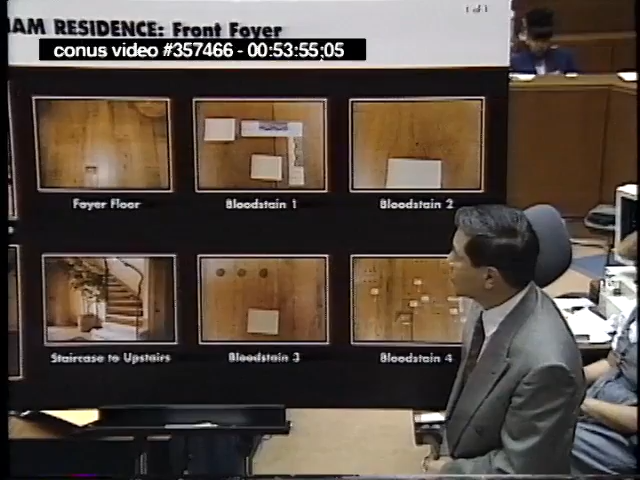 1 of 1
AM RESIDENCE: Front Foyer
conus video #357466 - 00:53:55;05
Foyer Floor
Bloodstain 1
Bloodstain 2
Staircase to Upstairs
Bloodstain 3
Bloodstain 4